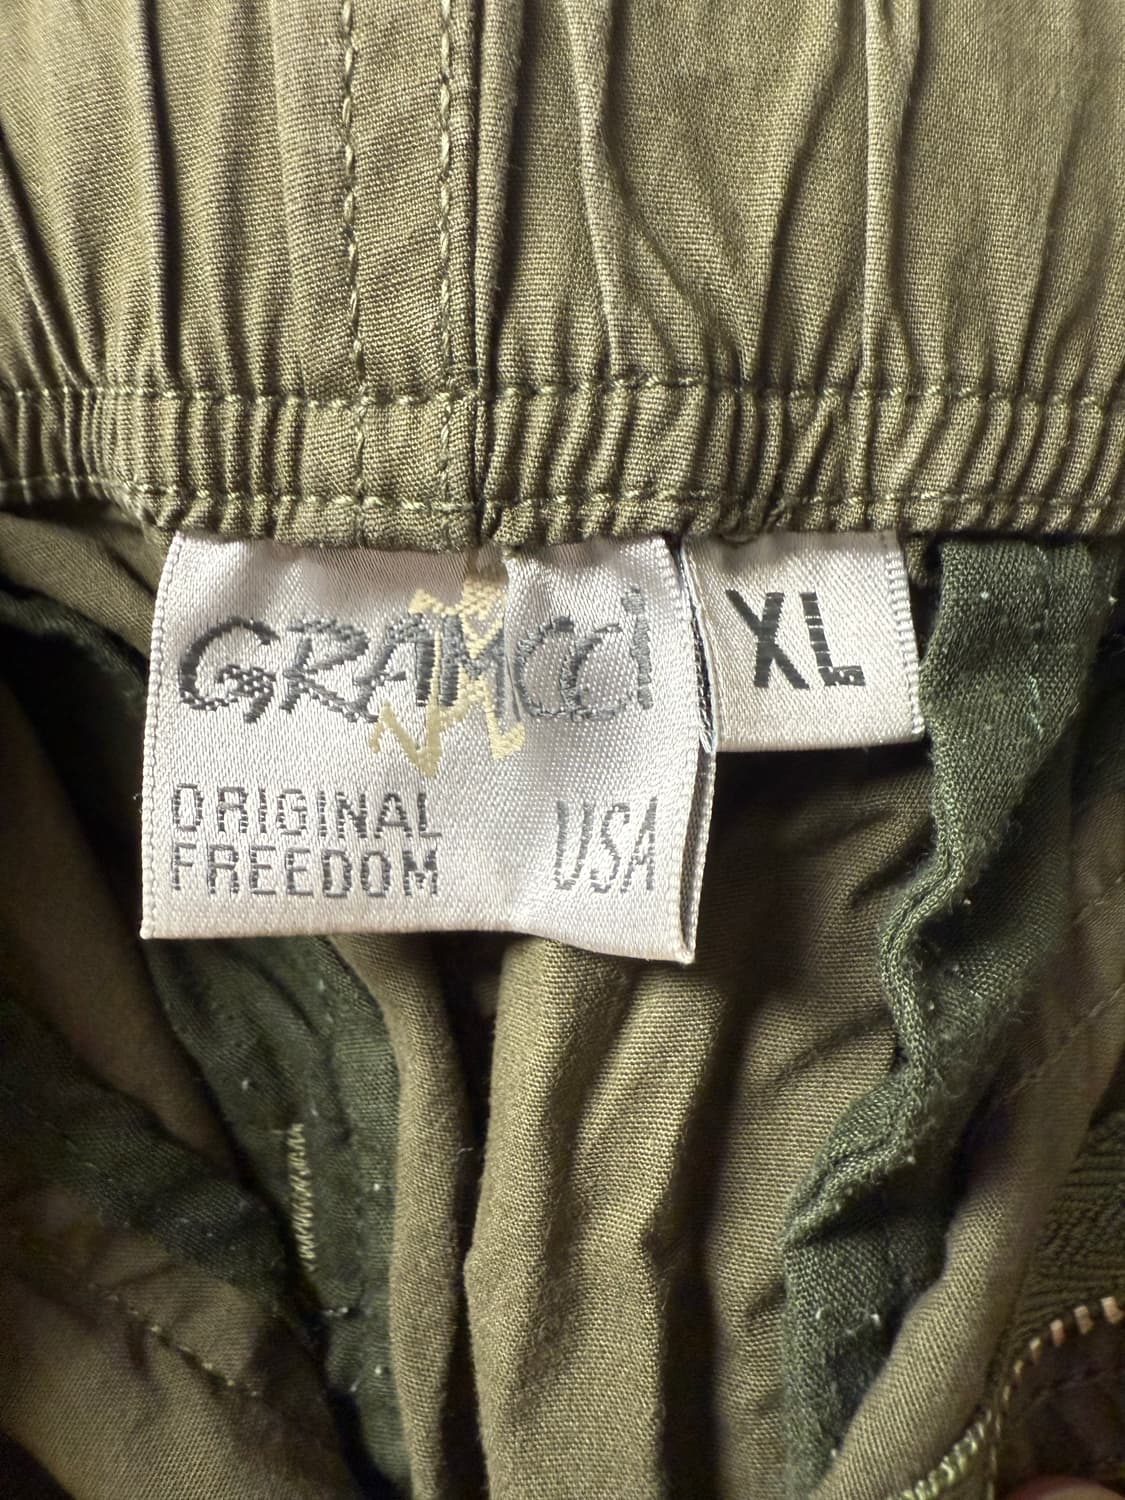 GRAMiCCi
XL
ORIGINAL
FREEDOM
USA